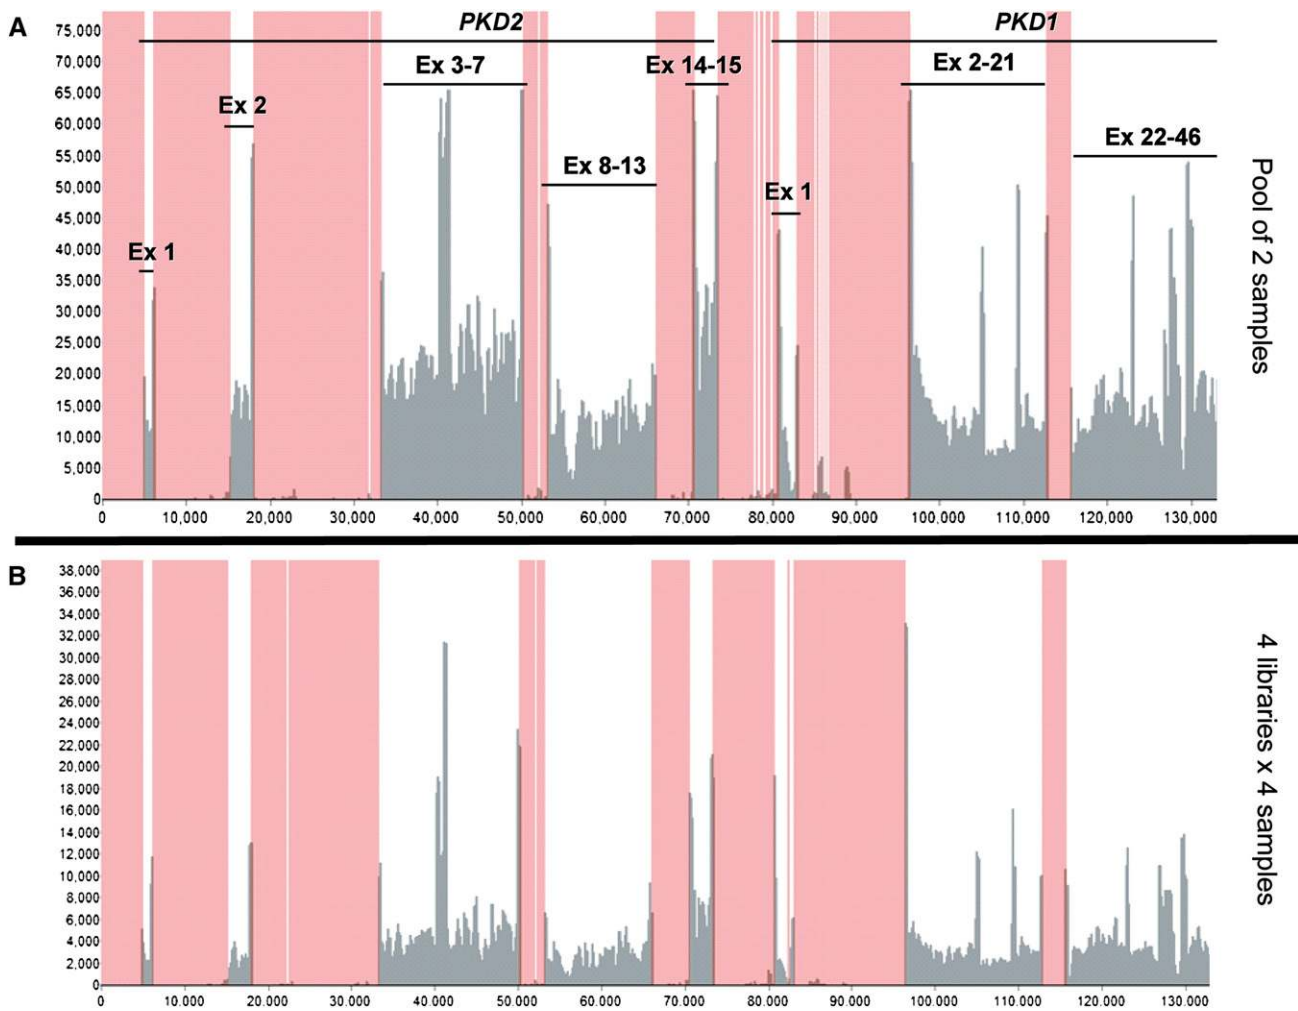 A
PKD2
PKD1
75,000
70,000
Ex 3-7
Ex 14-15
Ex 2-21
65,000
Ex 2
60,000
55,000
Ex 22-46
50,000
Ex 8-13
45,000
Ex 1
40,000
Ex 1
35,000
30,000
25,000
20,000
15,000
10,000
5,000
0
0 10,000 20,000 30,000 40,000 50,000 60,000 70,000 80,000 90,000 100,000 110,000 120,000 130,000
Pool of 2 samples
B
38,000
36,000
34,000
32,000
30,000
28,000
26,000
24,000
22,000
20,000
18,000
16,000
14,000
12,000
10,000
8,000
6,000
4,000
2,000
0
0 10.000 20.000 30.000 40.000 50.000 60.000 70.000 80.000 90.000 100.000 110.000 120.000 130.000
4 libraries x 4 samples